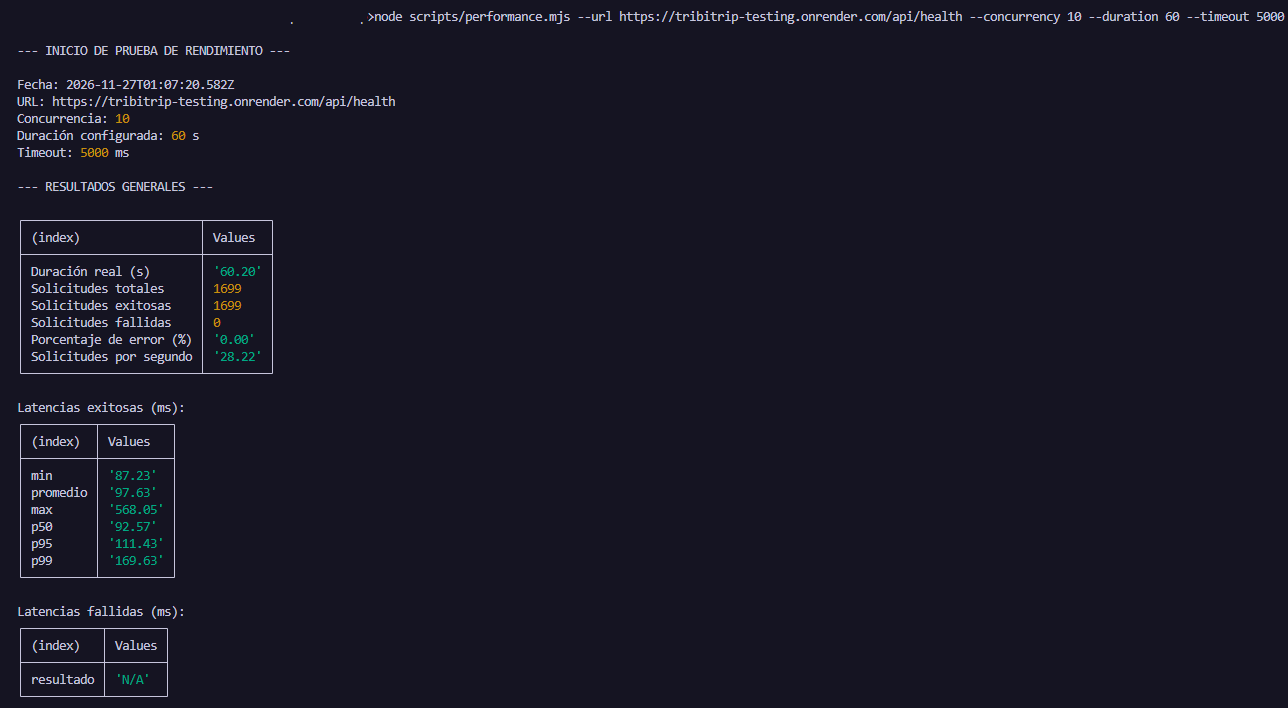 >node scripts/performance.mjs --url https://tribitrip-testing.onrender.com/api/health --concurrency 10 --duration 60 --timeout 5000
--- INICIO DE PRUEBA DE RENDIMIENTO ---
Fecha: 2026-11-27T01:07:20.582Z
URL: https://tribitrip-testing.onrender.com/api/health
Concurrencia: 10
Duración configurada: 60 s
Timeout: 5000 ms
--- RESULTADOS GENERALES ---
(index) Values
Duración real (s) '60.20'
Solicitudes totales 1699
Solicitudes exitosas 1699
Solicitudes fallidas 0
Porcentaje de error (%) '0.00'
Solicitudes por segundo '28.22'
Latencias exitosas (ms):
(index) Values
min '87.23'
promedio '97.63'
max '568.05'
p50 '92.57'
p95 '111.43'
p99 '169.63'
Latencias fallidas (ms):
(index) Values
resultado 'N/A'